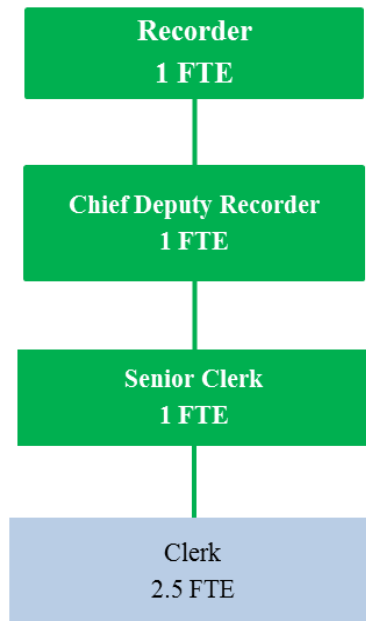 Recorder
1 FTE
Chief Deputy Recorder
1 FTE
Senior Clerk
1 FTE
Clerk
2.5 FTE